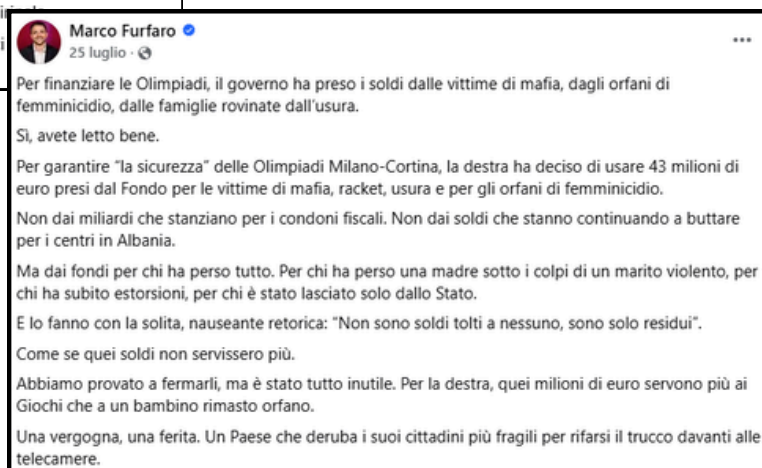 Marco Furfaro
25 luglio ·
Per finanziare le Olimpiadi, il governo ha preso i soldi dalle vittime di mafia, dagli orfani di
femminicidio, dalle famiglie rovinate dall'usura.
Sì, avete letto bene.
Per garantire "la sicurezza" delle Olimpiadi Milano-Cortina, la destra ha deciso di usare 43 milioni di
euro presi dal Fondo per le vittime di mafia, racket, usura e per gli orfani di femminicidio.
Non dai miliardi che stanziano per i condoni fiscali. Non dai soldi che stanno continuando a buttare
per i centri in Albania.
Ma dai fondi per chi ha perso tutto. Per chi ha perso una madre sotto i colpi di un marito violento, per
chi ha subito estorsioni, per chi è stato lasciato solo dallo Stato.
E lo fanno con la solita, nauseante retorica: "Non sono soldi tolti a nessuno, sono solo residui".
Come se quei soldi non servissero più.
Abbiamo provato a fermarli, ma è stato tutto inutile. Per la destra, quei milioni di euro servono più ai
Giochi che a un bambino rimasto orfano.
Una vergogna, una ferita. Un Paese che deruba i suoi cittadini più fragili per rifarsi il trucco davanti alle
telecamere.